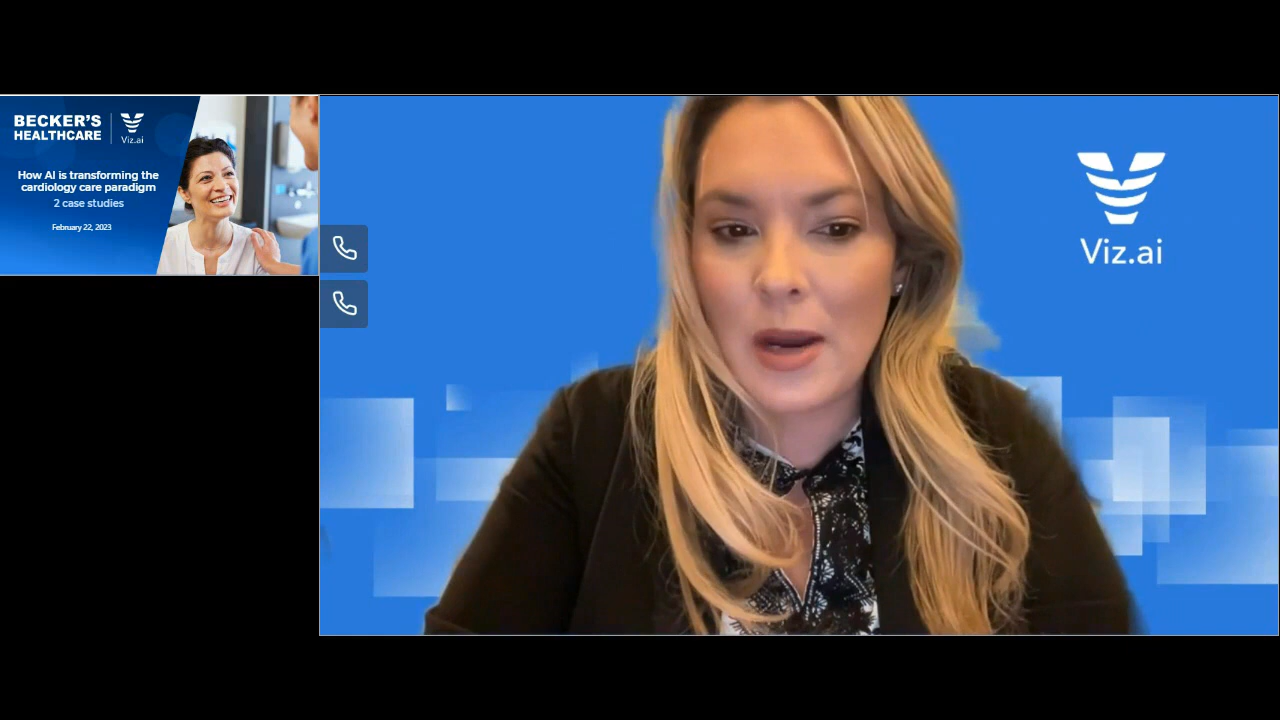 BECKER'S
HEALTHCARE
Viz.ai
How AI is transforming the
cardiology care paradigm
2 case studies
February 22, 2023
Viz.ai